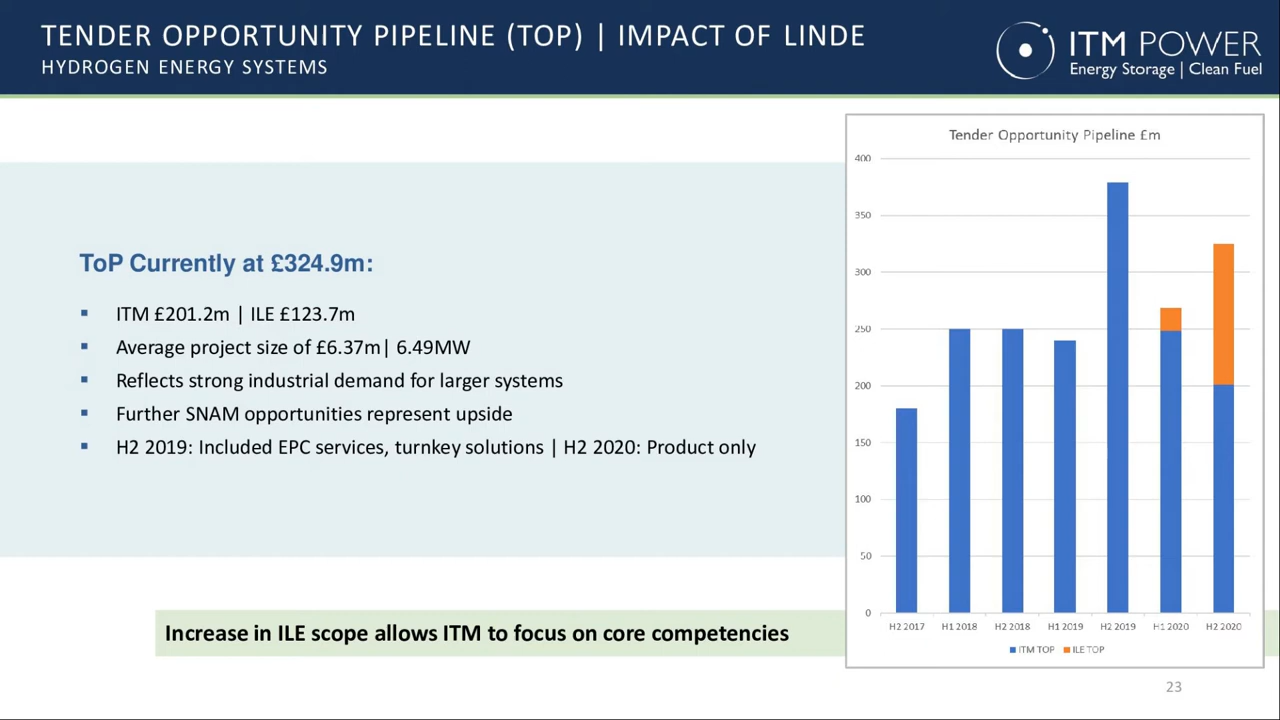 TENDER OPPORTUNITY PIPELINE (TOP) | IMPACT OF LINDE
HYDROGEN ENERGY SYSTEMS
ITM POWER
Energy Storage | Clean Fuel
ToP Currently at £324.9m:
▪ ITM £201.2m | ILE £123.7m
▪ Average project size of £6.37m| 6.49MW
▪ Reflects strong industrial demand for larger systems
▪ Further SNAM opportunities represent upside
▪ H2 2019: Included EPC services, turnkey solutions | H2 2020: Product only
Increase in ILE scope allows ITM to focus on core competencies
Tender Opportunity Pipeline £m
400
350
300
250
200
150
100
50
0
H2 2017 H1 2018 H2 2018 H1 2019 H2 2019 H1 2020 H2 2020
ITM TOP ILE TOP
23